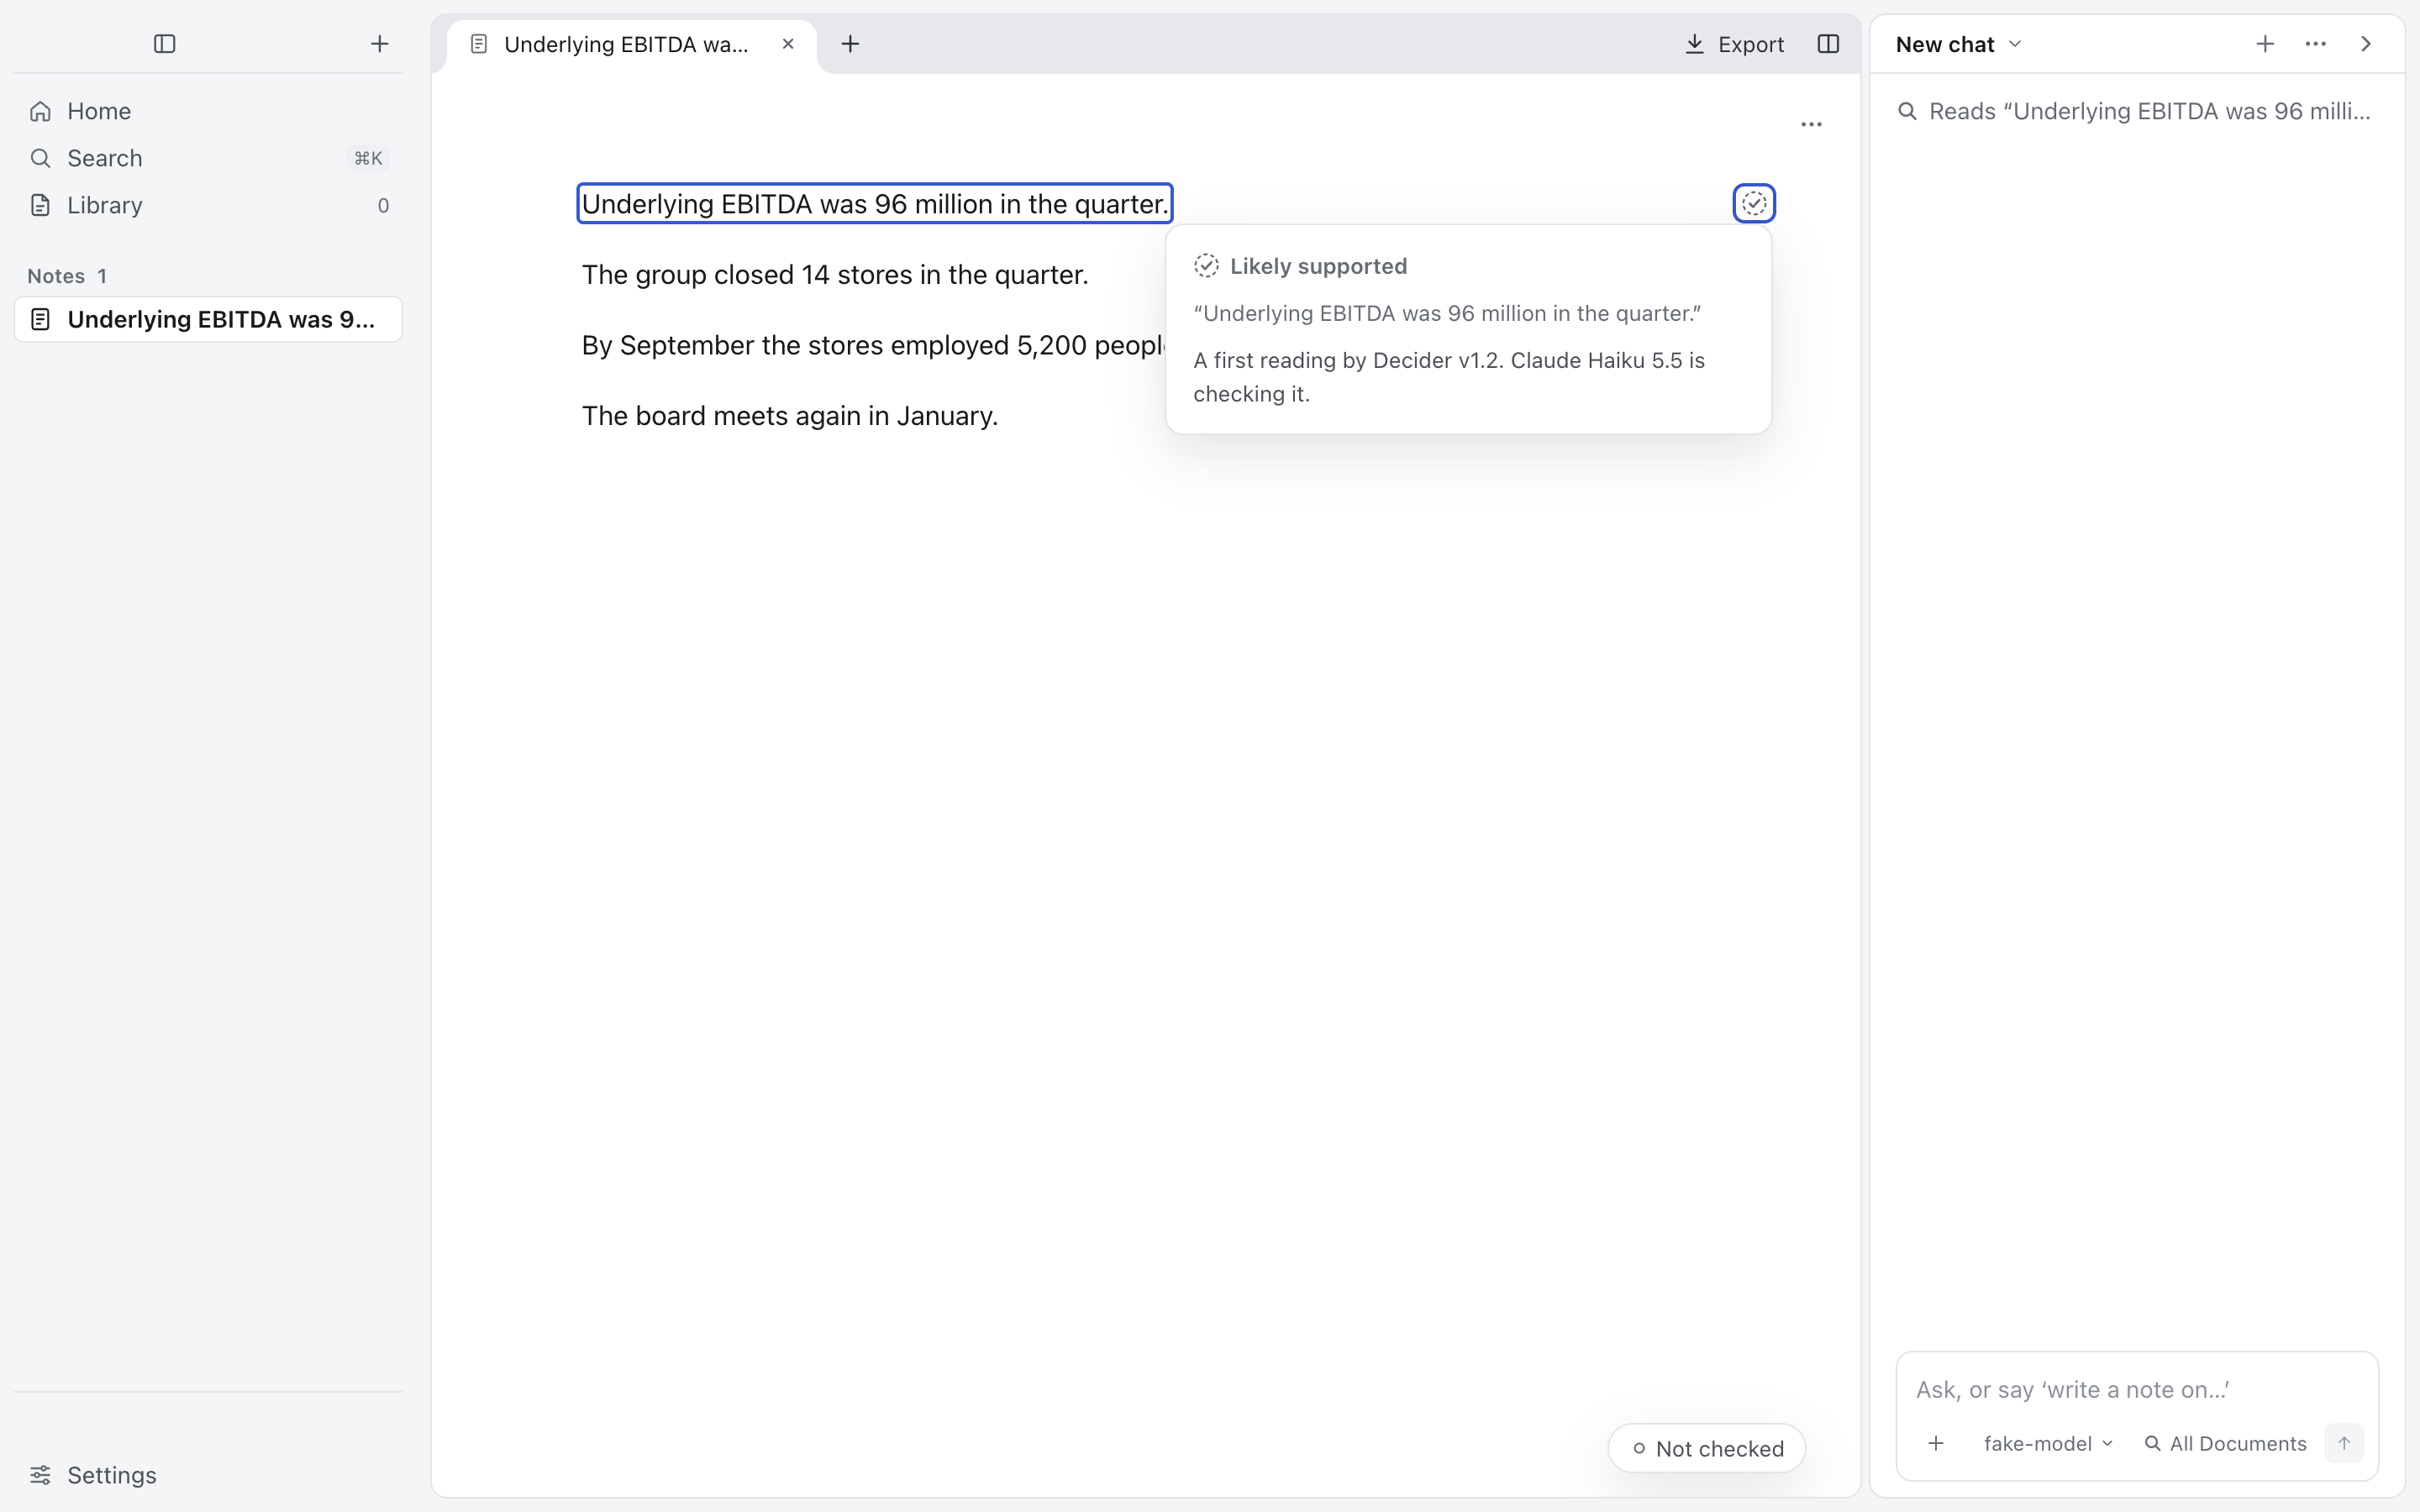 Home
Search ⌘K
Library 0
Notes 1
Underlying EBITDA was 9...
Settings
Underlying EBITDA wa...
Export
Underlying EBITDA was 96 million in the quarter.
The group closed 14 stores in the quarter.
By September the stores employed 5,200
The board meets again in January.
Likely supported
“Underlying EBITDA was 96 million in the quarter.”
A first reading by Decider v1.2. Claude Haiku 5.5 is
checking it.
Not checked
New chat
Reads “Underlying EBITDA was 96 milli...
Ask, or say ‘write a note on...’
fake-model All Documents